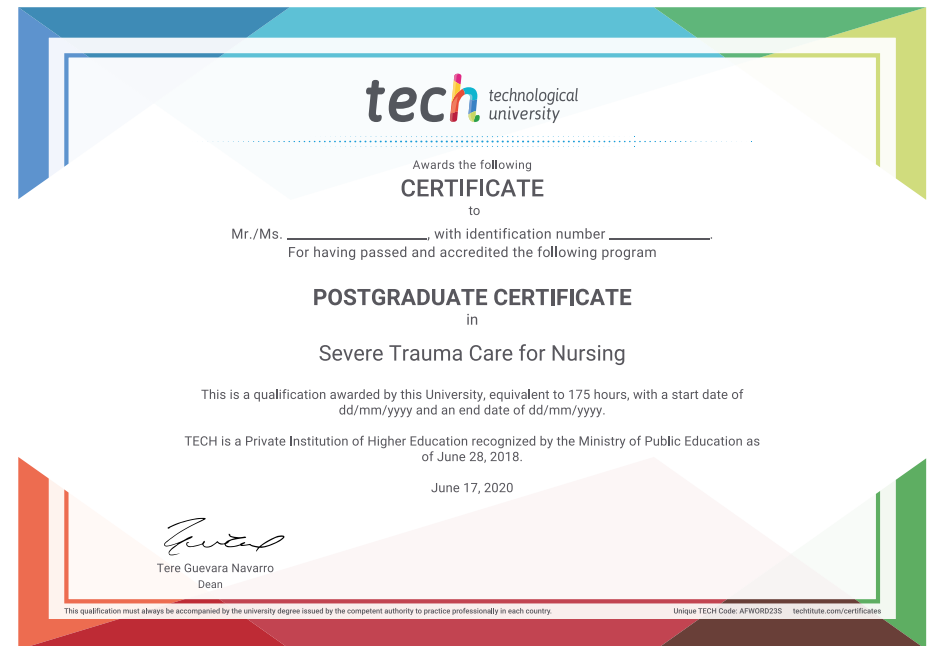 tech technological
university
Awards the following
CERTIFICATE
to
Mr./Ms. ____________________, with identification number ______________.
For having passed and accredited the following program
POSTGRADUATE CERTIFICATE
in
Severe Trauma Care for Nursing
This is a qualification awarded by this University, equivalent to 175 hours, with a start date of
dd/mm/yyyy and an end date of dd/mm/yyyy.
TECH is a Private Institution of Higher Education recognized by the Ministry of Public Education as
of June 28, 2018.
June 17, 2020
Tere Guevara Navarro
Dean
This qualification must always be accompanied by the university degree issued by the competent authority to practice professionally in each country.
Unique TECH Code: AFWORD23S techtitute.com/certificates